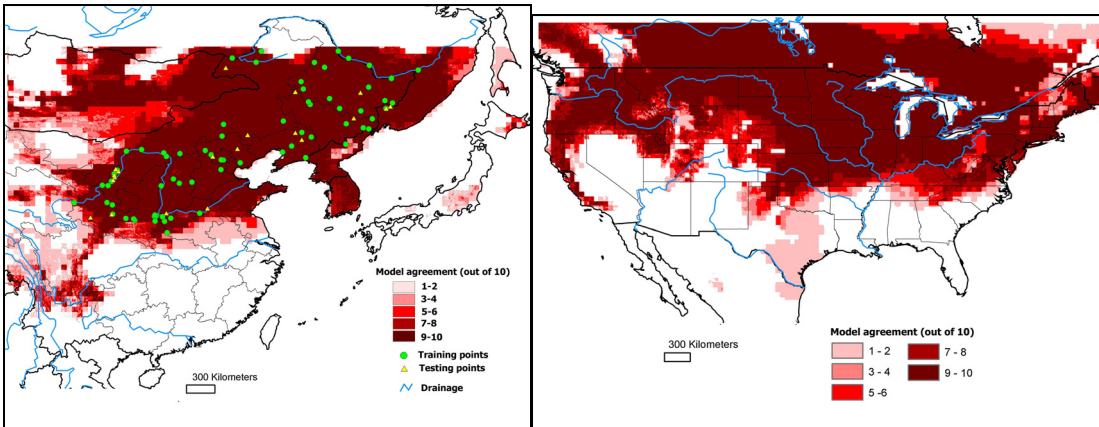 Model agreement (out of 10)
1-2
3-4
5-6
7-8
9-10
Training points
Testing points
Drainage
300 Kilometers
300 Kilometers
Model agreement (out of 10)
1 - 2
3 - 4
5 -6
7 - 8
9 - 10